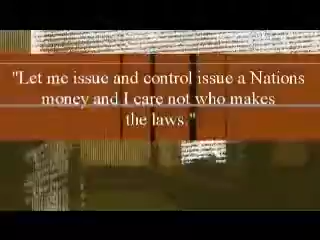 "Let me issue and control issue a Nations
money and I care not who makes
the laws "